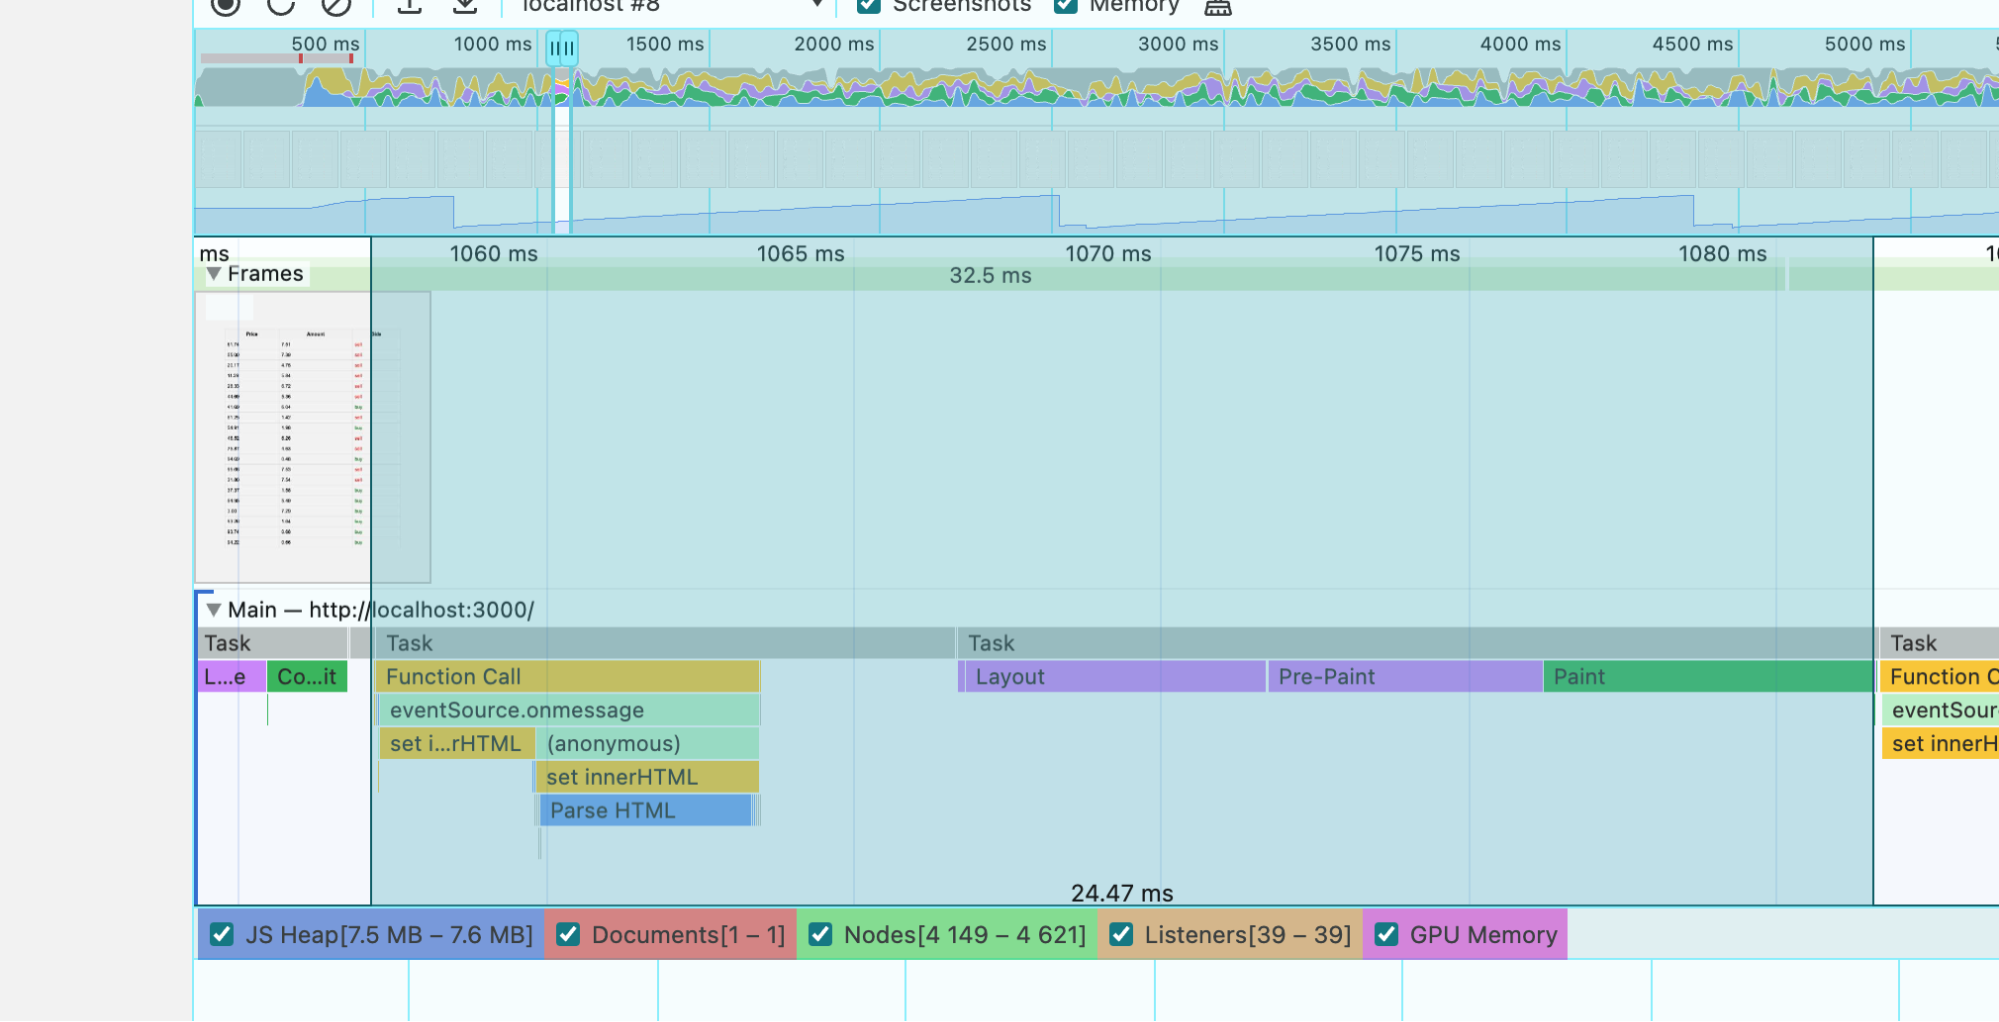 localhost #8 Screenshots Memory
500 ms 1000 ms 1500 ms 2000 ms 2500 ms 3000 ms 3500 ms 4000 ms 4500 ms 5000 ms
ms 1060 ms 1065 ms 1070 ms 1075 ms 1080 ms
Frames 32.5 ms
Price Amount Side
Main — http://localhost:3000/
Task Task Task Task
L...e Co...it Function Call Layout Pre-Paint Paint Function C
eventSource.onmessage eventSour
set i...rHTML (anonymous) set innerH
set innerHTML
Parse HTML
24.47 ms
JS Heap[7.5 MB – 7.6 MB] Documents[1 – 1] Nodes[4 149 – 4 621] Listeners[39 – 39] GPU Memory